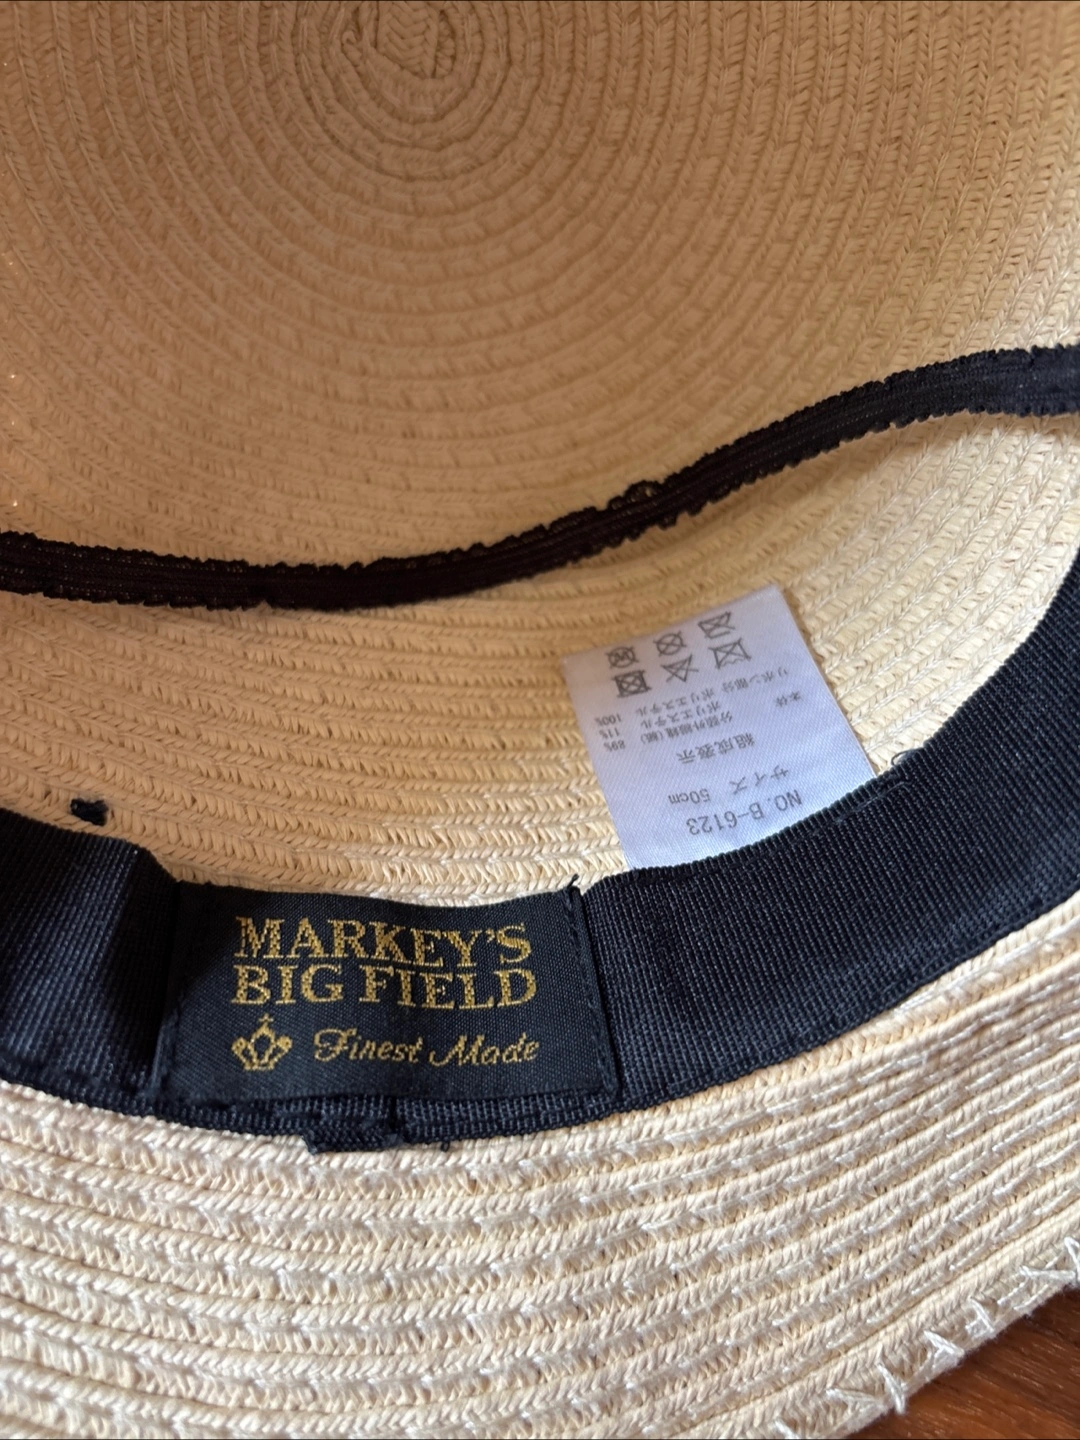 MARKEY'S
BIG FIELD
Finest Made
NO. B-6123
サイズ 50cm
組成表示
本体 分類外繊維(紙) 89%
ポリエステル 11%
リボン部分 ポリエステル 100%